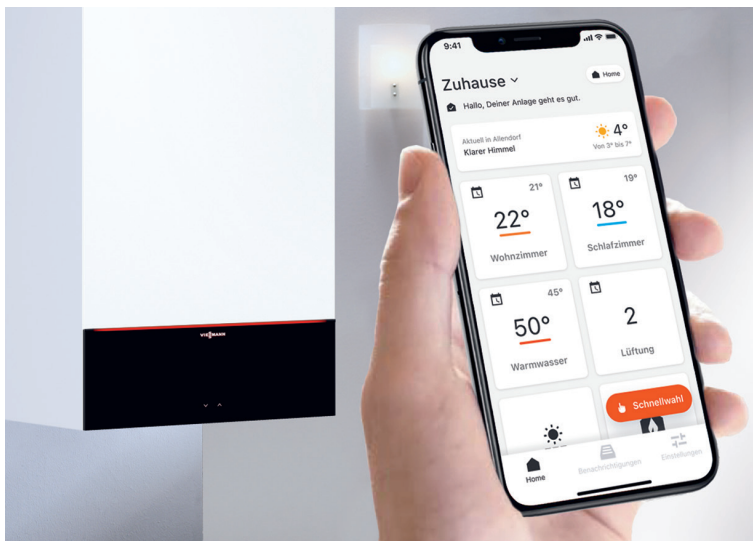 VIESMANN
9:41
Zuhause
Home
Hallo, Deiner Anlage geht es gut.
Aktuell in Allendorf
Klarer Himmel
4°
Von 3° bis 7°
21°
22°
Wohnzimmer
19°
18°
Schlafzimmer
45°
50°
Warmwasser
2
Lüftung
Schnellwahl
Home
Benachrichtigungen
Einstellungen